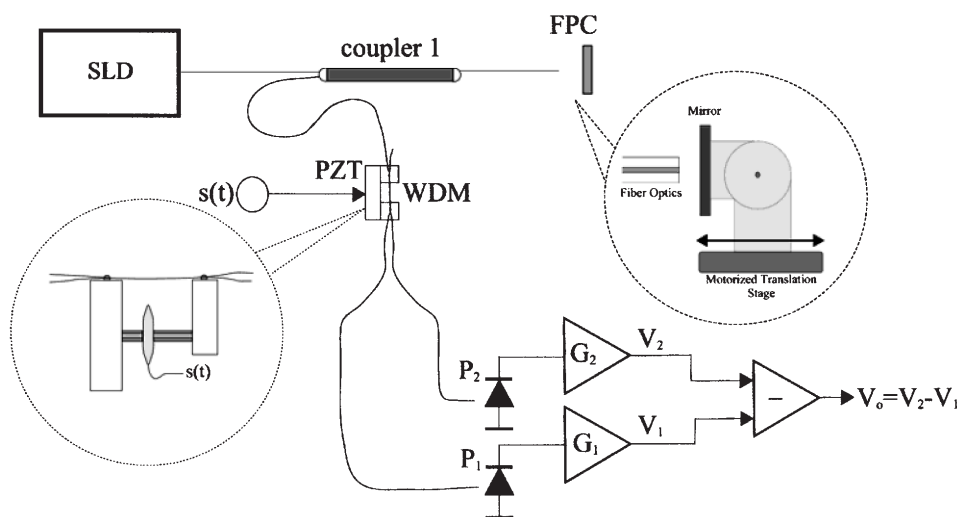 FPC
coupler 1
SLD
Mirror
PZT
s(t)
WDM
Fiber Optics
Motorized Translation
Stage
s(t)
P₂
G₂
V₂
−
Vₒ=V₂-V₁
P₁
G₁
V₁